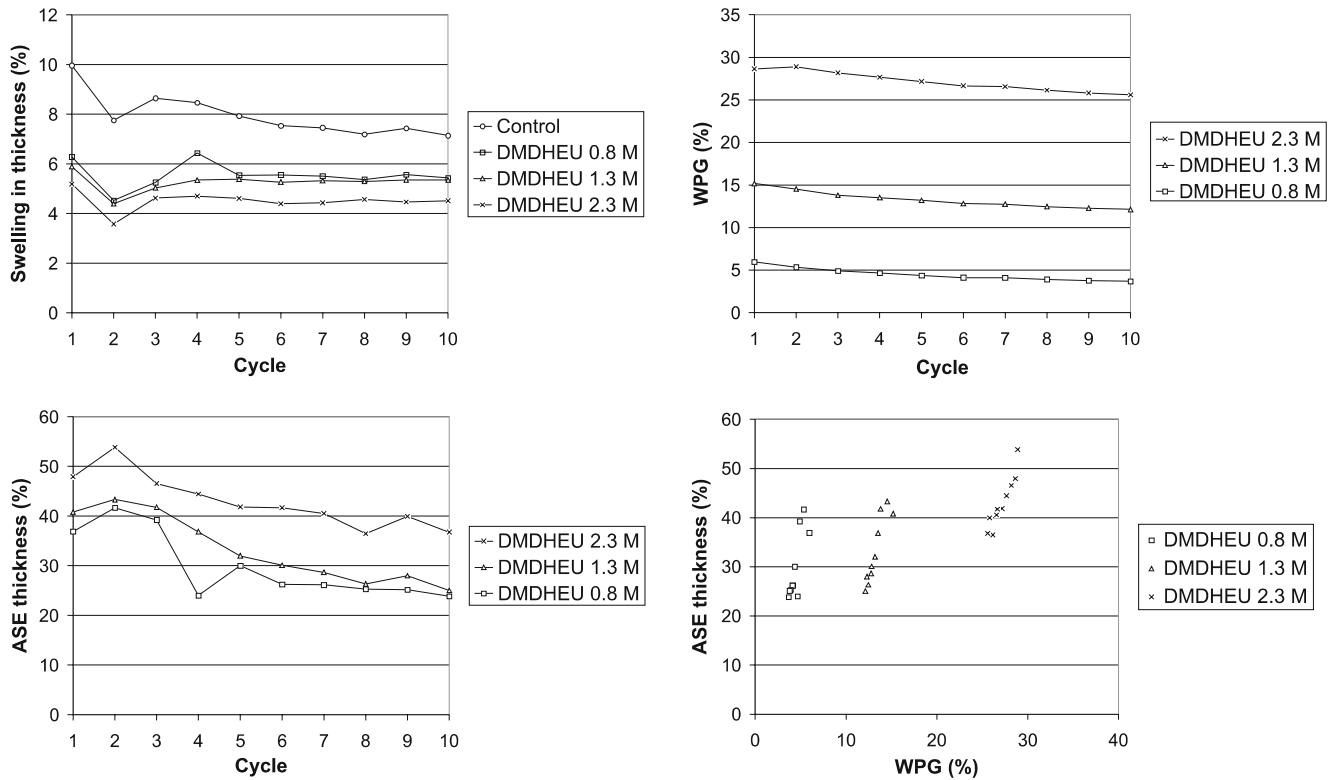 Swelling in thickness (%)
12
10
8
6
4
2
0
1 2 3 4 5 6 7 8 9 10
Cycle
Control
DMDHEU 0.8 M
DMDHEU 1.3 M
DMDHEU 2.3 M
WPG (%)
35
30
25
20
15
10
5
0
1 2 3 4 5 6 7 8 9 10
Cycle
DMDHEU 2.3 M
DMDHEU 1.3 M
DMDHEU 0.8 M
ASE thickness (%)
60
50
40
30
20
10
0
1 2 3 4 5 6 7 8 9 10
Cycle
DMDHEU 2.3 M
DMDHEU 1.3 M
DMDHEU 0.8 M
ASE thickness (%)
60
50
40
30
20
10
0
0 10 20 30 40
WPG (%)
DMDHEU 0.8 M
DMDHEU 1.3 M
DMDHEU 2.3 M